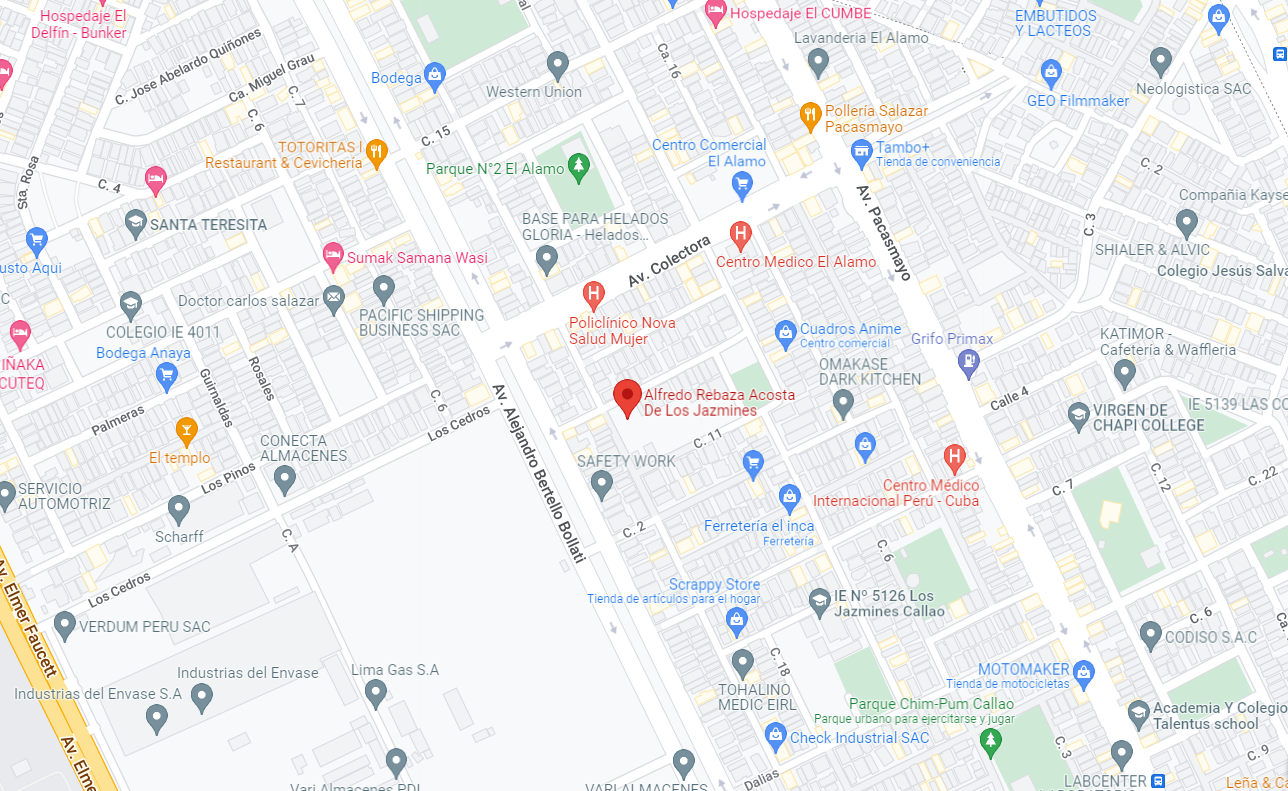 Hospedaje El
Delfín - Bunker
Hospedaje El CUMBE
EMBUTIDOS
Y LACTEOS
Lavanderia El Alamo
C. Jose Abelardo Quiñones
Ca. Miguel Grau
C. 7
C. 6
Bodega
Western Union
Ca. 16
Neologistica SAC
GEO Filmmaker
Pollería Salazar
Pacasmayo
C. 15
TOTORITAS I
Restaurant & Cevicheria
Centro Comercial
El Alamo
Tambo+
Tienda de conveniencia
Parque N°2 El Alamo
C. 2
Sta. Rosa
C. 4
Compañia Kayse
SANTA TERESITA
BASE PARA HELADOS
GLORIA - Helados...
C. 3
Av. Pacasmayo
Av. Colectora
SHIALER & ALVIC
usto Aqui
Sumak Samana Wasi
Centro Medico El Alamo
Colegio Jesús Salva
C
Doctor carlos salazar
PACIFIC SHIPPING
BUSINESS SAC
COLEGIO IE 4011
Policlínico Nova
Salud Mujer
Cuadros Anime
Centro comercial
Grifo Primax
KATIMOR -
Cafetería & Waffleria
Bodega Anaya
IÑAKA
CUTEQ
OMAKASE
DARK KITCHEN
Guirnaldas
Rosales
Alfredo Rebaza Acosta
De Los Jazmines
C. 6
Calle 4
IE 5139 LAS CO
VIRGEN DE
CHAPI COLLEGE
Palmeras
Los Cedros
Av. Alejandro Bertello Bollati
C. 11
El templo
CONECTA
ALMACENES
SAFETY WORK
Los Pinos
SERVICIO
AUTOMOTRIZ
Centro Médico
Internacional Perú - Cuba
C. 7
C. 12
C. 22
Scharff
C. A
C. 2
Ferretería el inca
Ferretería
C. 6
Los Cedros
Av. Elmer Faucett
Scrappy Store
Tienda de artículos para el hogar
IE Nº 5126 Los
Jazmines Callao
C. 6
VERDUM PERU SAC
CODISO S.A.C
Industrias del Envase
Lima Gas S.A
C. 18
MOTOMAKER
Tienda de motocicletas
Industrias del Envase S.A
TOHALINO
MEDIC EIRL
Parque Chim-Pum Callao
Parque urbano para ejercitarse y jugar
Academia Y Colegio
Talentus school
Check Industrial SAC
C. 3
C. 9
Av. Elme
Dalias
LABCENTER
Leña & Ca
Vari Almacenes PDI
VARI ALMACENES